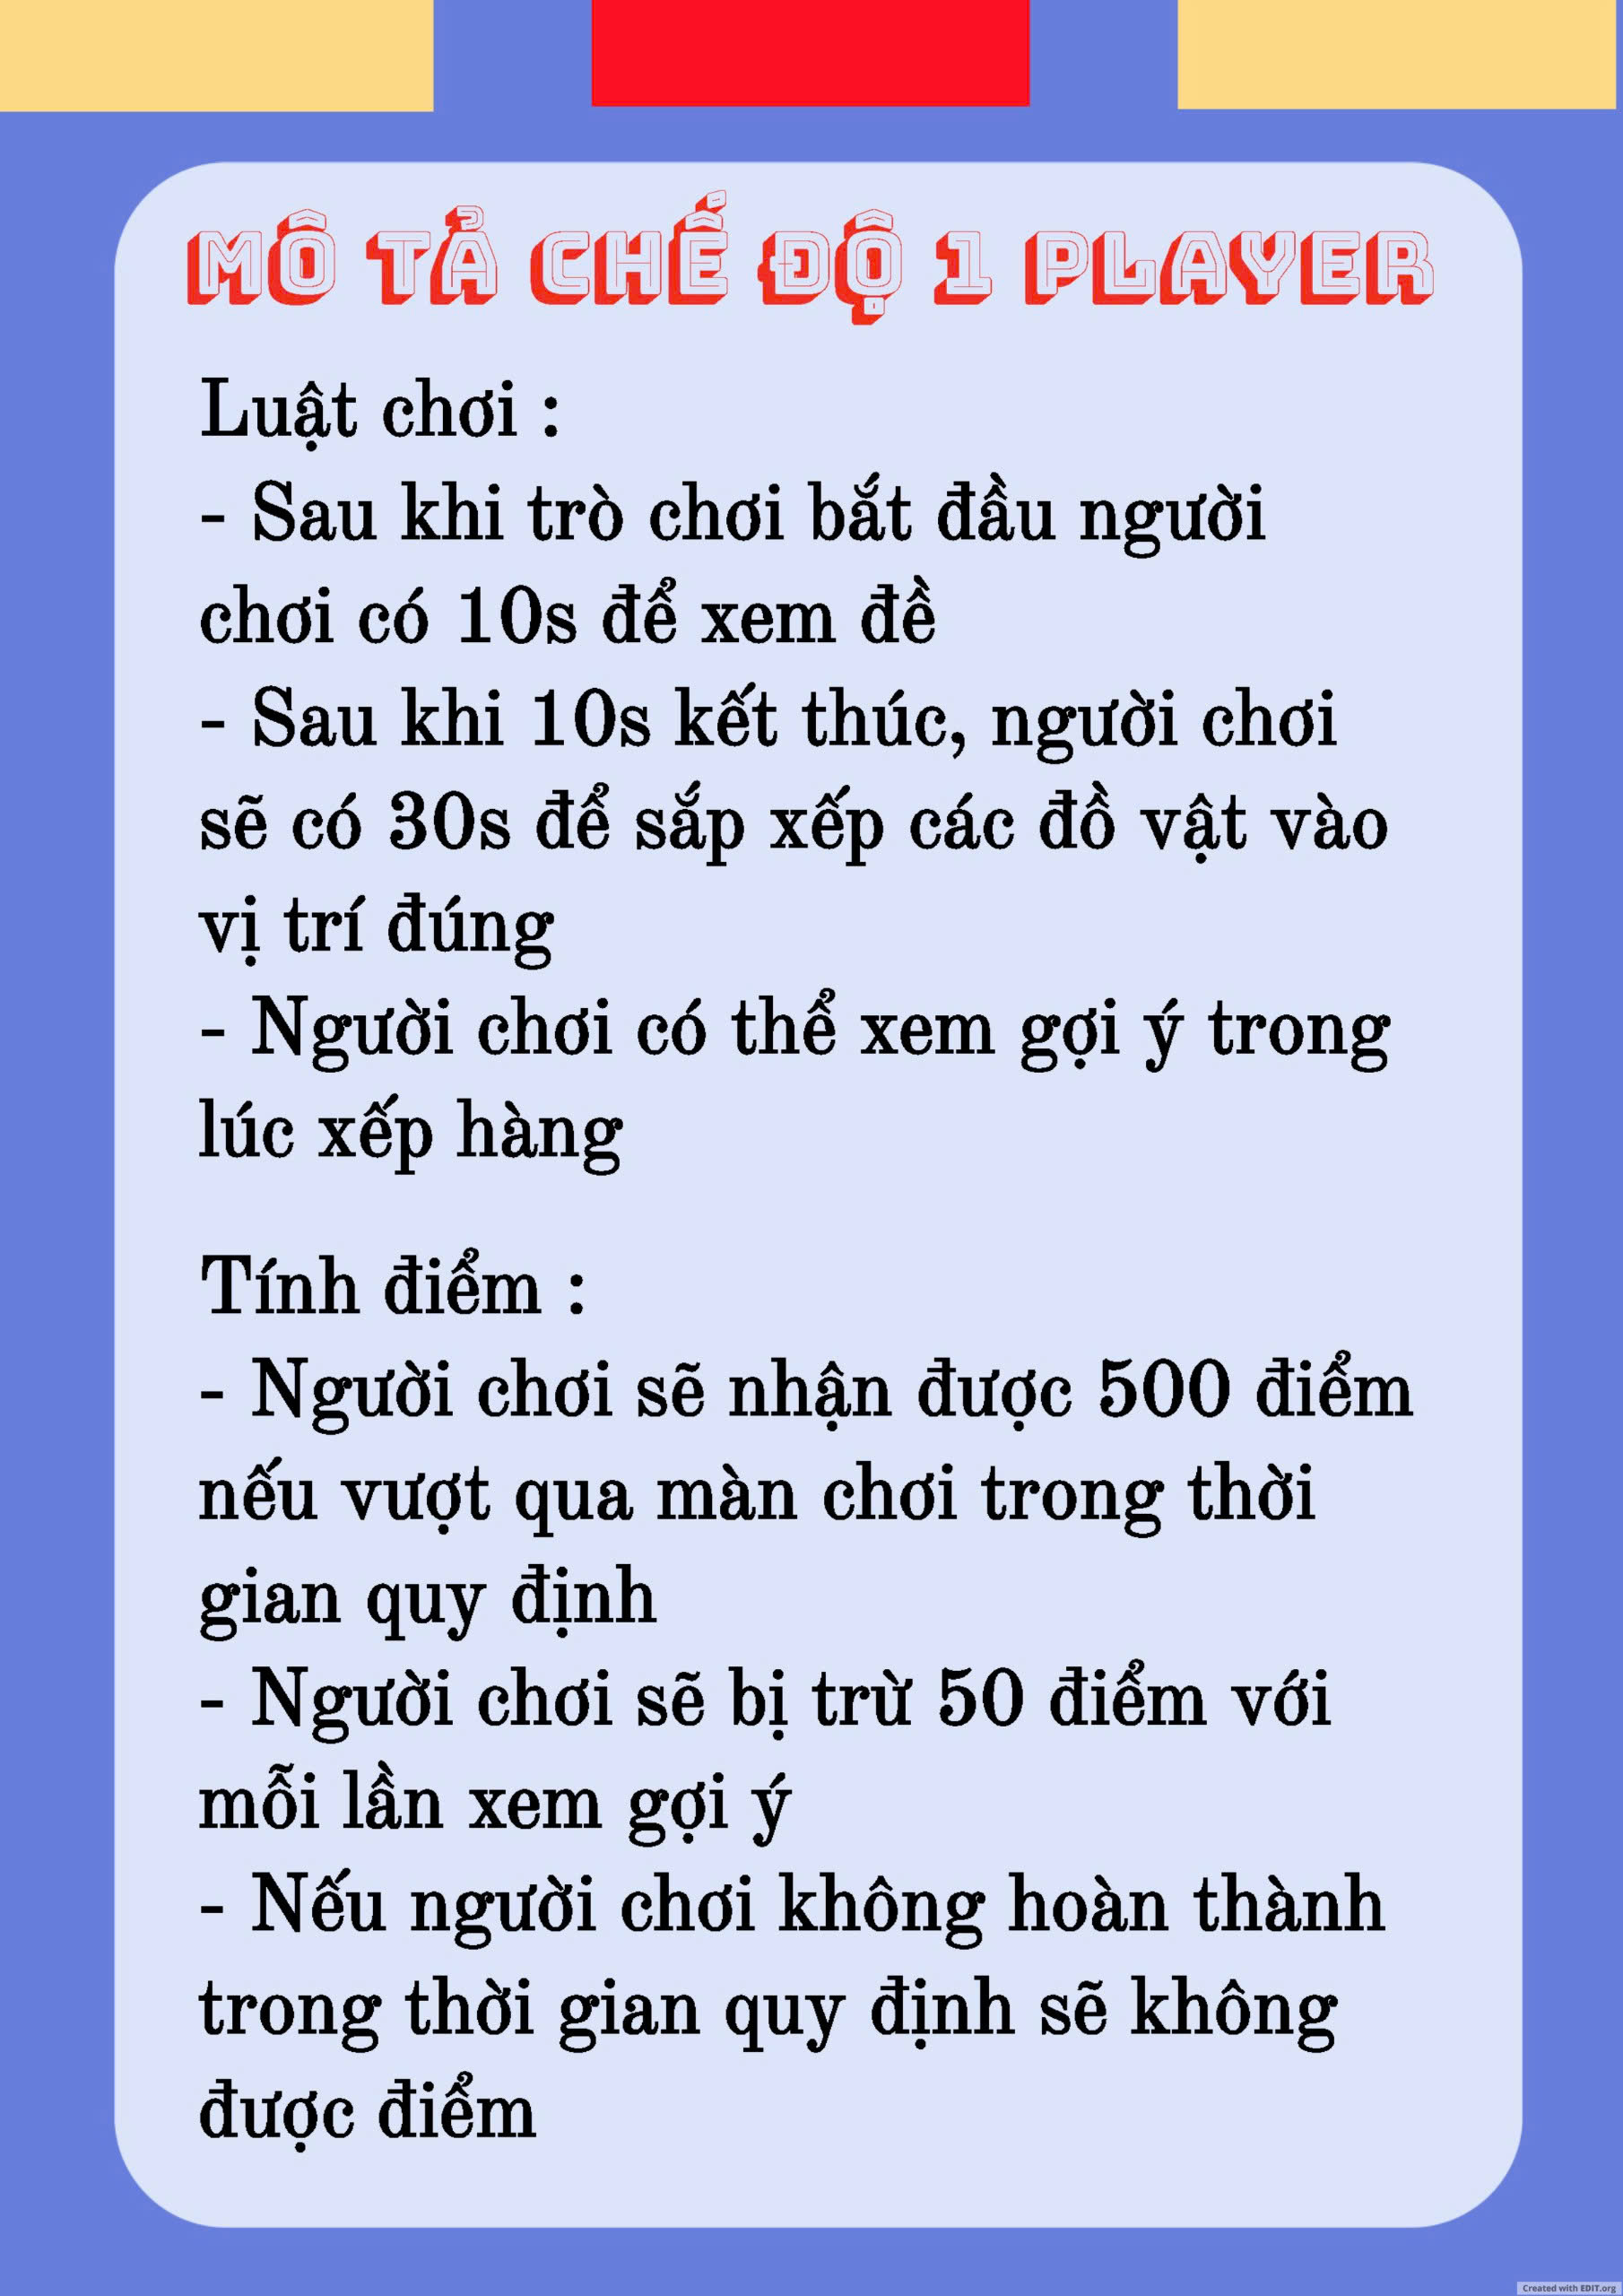 MÔ TẢ CHẾ ĐỘ 1 PLAYER
Luật chơi :
- Sau khi trò chơi bắt đầu người
chơi có 10s để xem đề
- Sau khi 10s kết thúc, người chơi
sẽ có 30s để sắp xếp các đồ vật vào
vị trí đúng
- Người chơi có thể xem gợi ý trong
lúc xếp hàng
Tính điểm :
- Người chơi sẽ nhận được 500 điểm
nếu vượt qua màn chơi trong thời
gian quy định
- Người chơi sẽ bị trừ 50 điểm với
mỗi lần xem gợi ý
- Nếu người chơi không hoàn thành
trong thời gian quy định sẽ không
được điểm
Created with EDIT.org